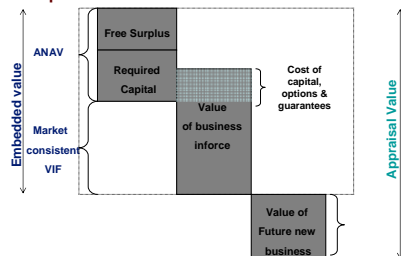 Embedded value
ANAV
Free Surplus
Required
Capital
Cost of
capital,
options &
guarantees
Market
consistent
VIF
Value
of business
inforce
Value of
Future new
business
Appraisal Value